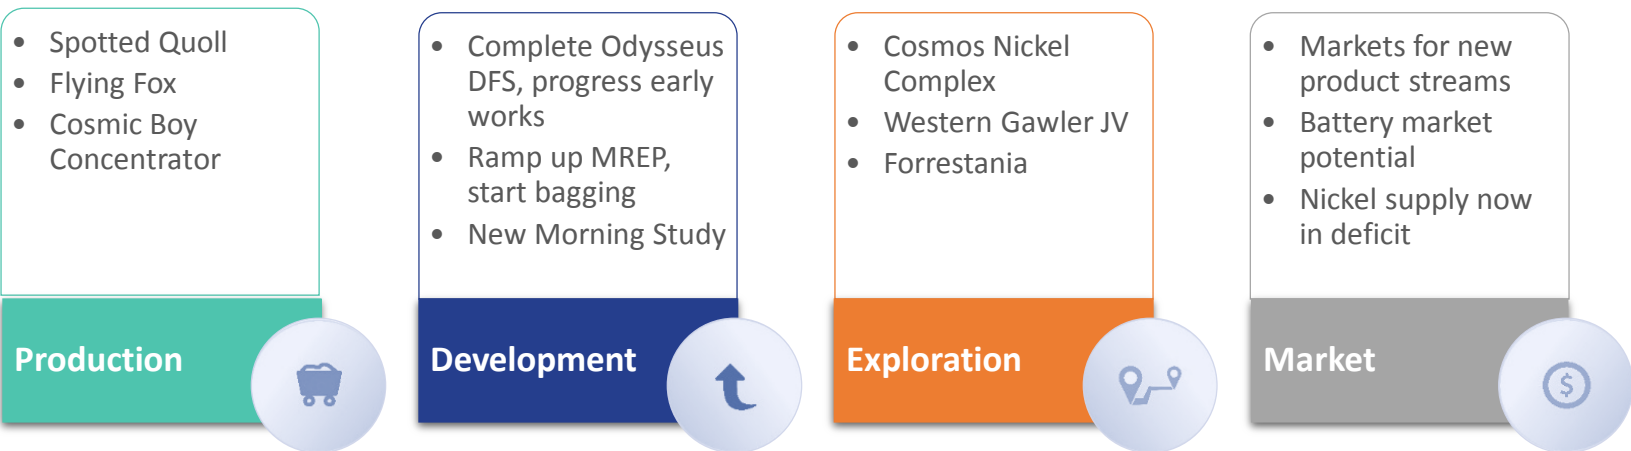 • Spotted Quoll
• Flying Fox
• Cosmic Boy
Concentrator
Production
• Complete Odysseus
DFS, progress early
works
• Ramp up MREP,
start bagging
• New Morning Study
Development
• Cosmos Nickel
Complex
• Western Gawler JV
• Forrestania
Exploration
• Markets for new
product streams
• Battery market
potential
• Nickel supply now
in deficit
Market
$